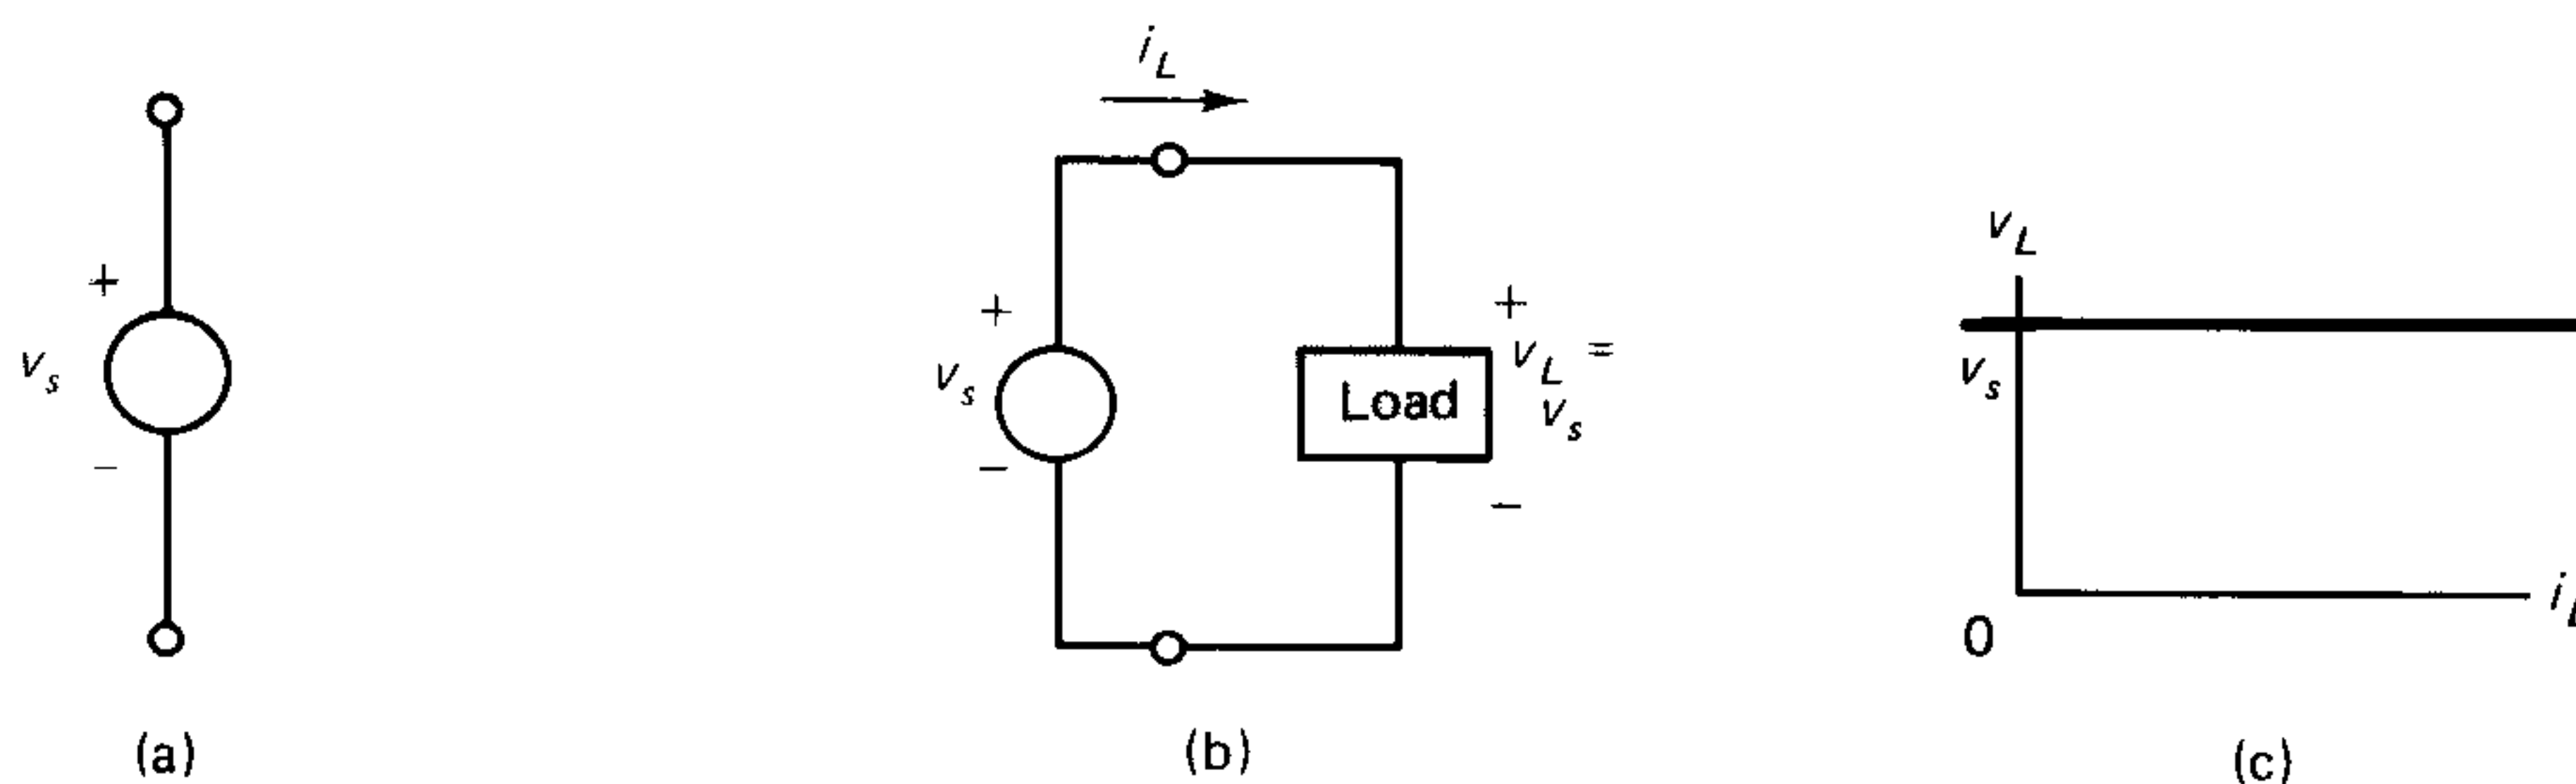 +
v_s
−
(a)
i_L
+
v_s
−
Load
+
v_L =
v_s
−
(b)
v_L
v_s
0
i_L
(c)